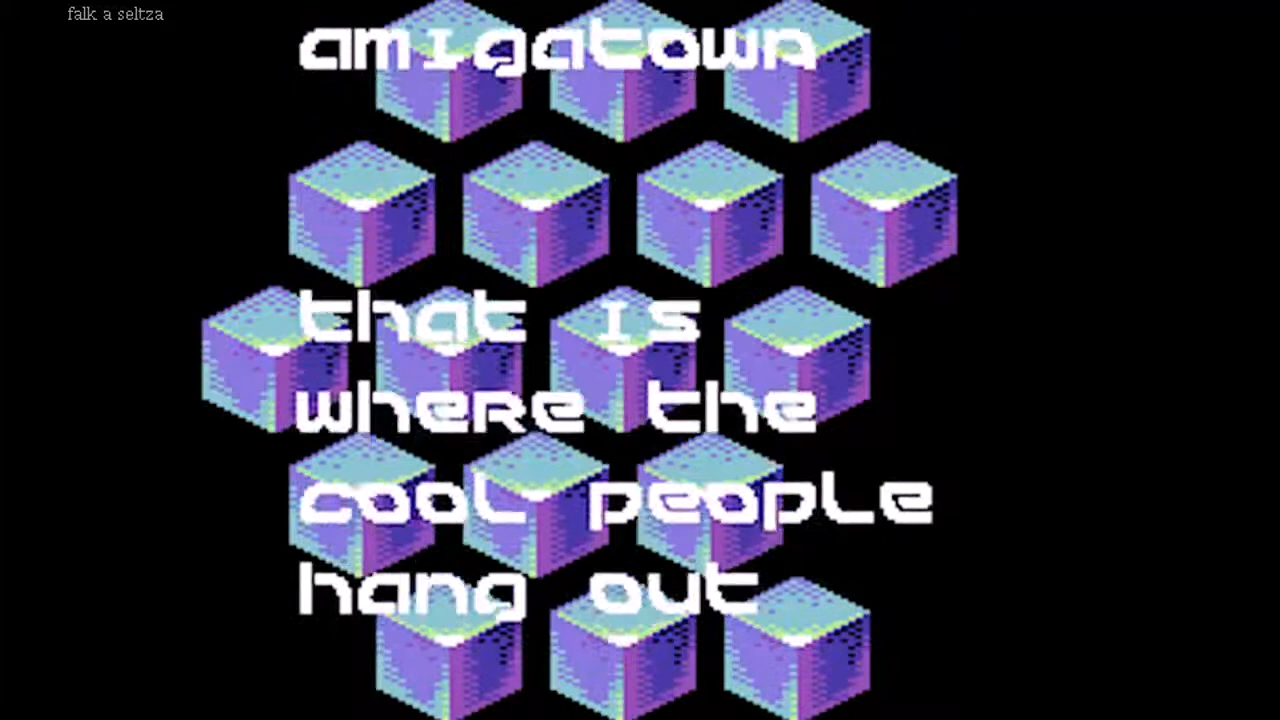 falk a seltza
amigatown
that is
where the
cool people
hang out